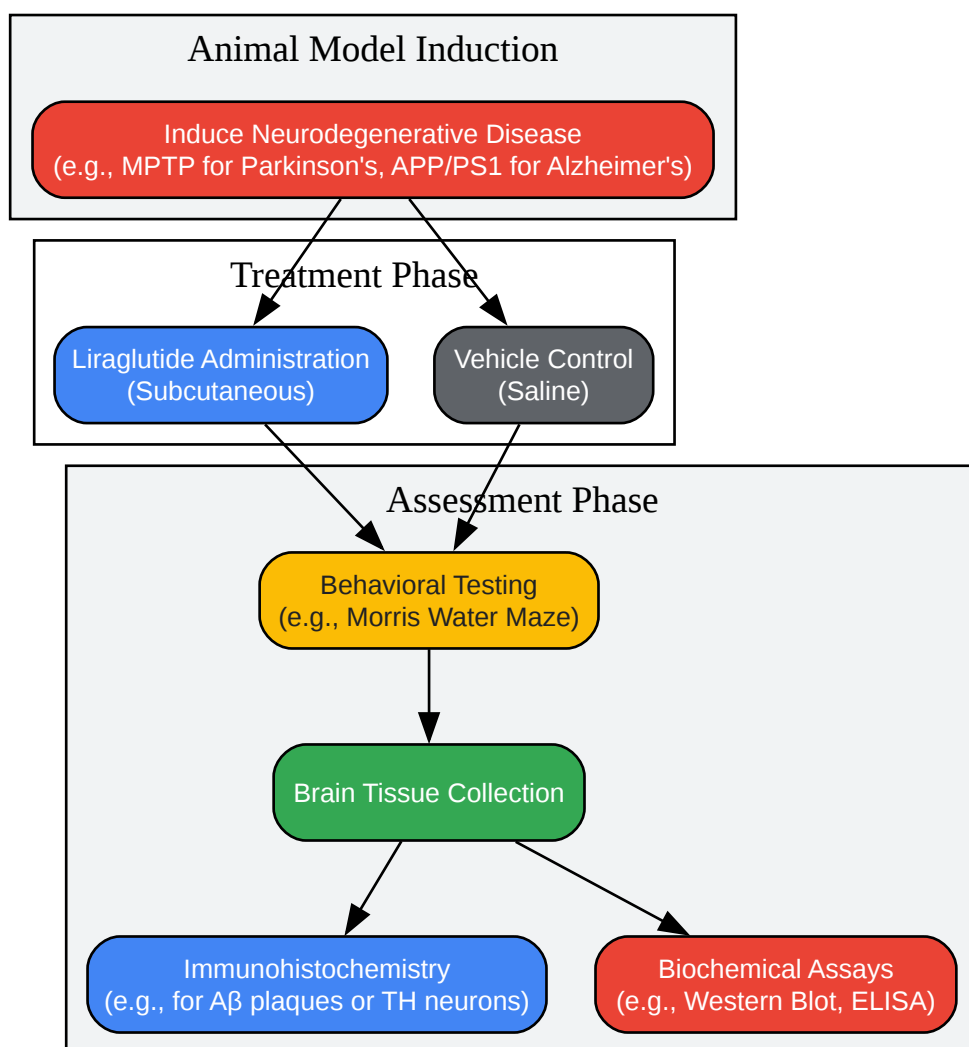 Animal Model Induction
Induce Neurodegenerative Disease
(e.g., MPTP for Parkinson's, APP/PS1 for Alzheimer's)
Treatment Phase
Liraglutide Administration
(Subcutaneous)
Vehicle Control
(Saline)
Assessment Phase
Behavioral Testing
(e.g., Morris Water Maze)
Brain Tissue Collection
Immunohistochemistry
(e.g., for Aβ plaques or TH neurons)
Biochemical Assays
(e.g., Western Blot, ELISA)